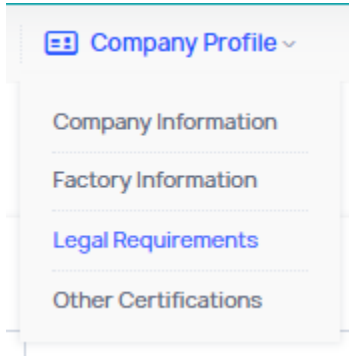 Company Profile
Company Information
Factory Information
Legal Requirements
Other Certifications